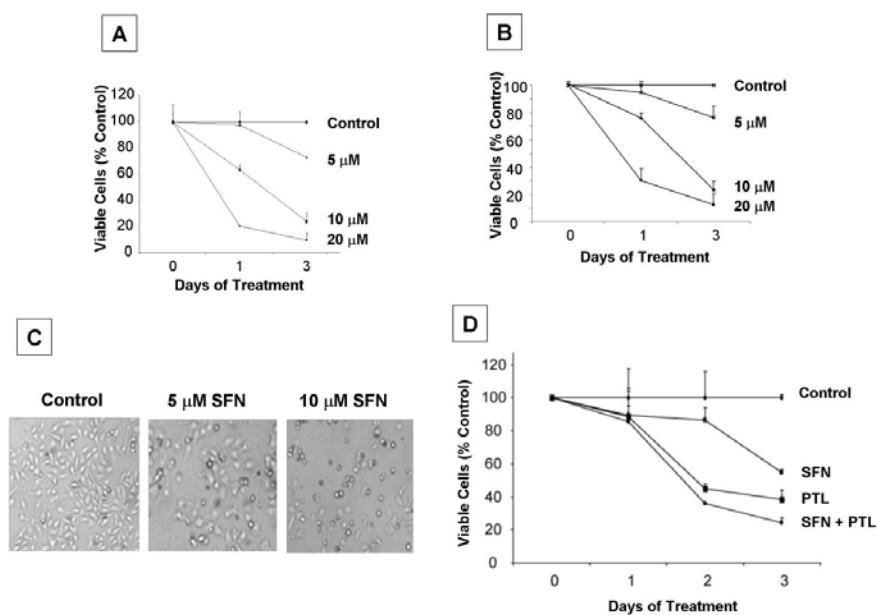 A
Viable Cells (% Control)
120
100
80
60
40
20
0
0 1 3
Days of Treatment
Control
5 µM
10 µM
20 µM
B
Viable Cells (% Control)
100
80
60
40
20
0
0 1 3
Days of Treatment
Control
5 µM
10 µM
20 µM
C
Control 5 µM SFN 10 µM SFN
D
Viable Cells (% Control)
120
100
80
60
40
20
0
0 1 2 3
Days of Treatment
Control
SFN
PTL
SFN + PTL